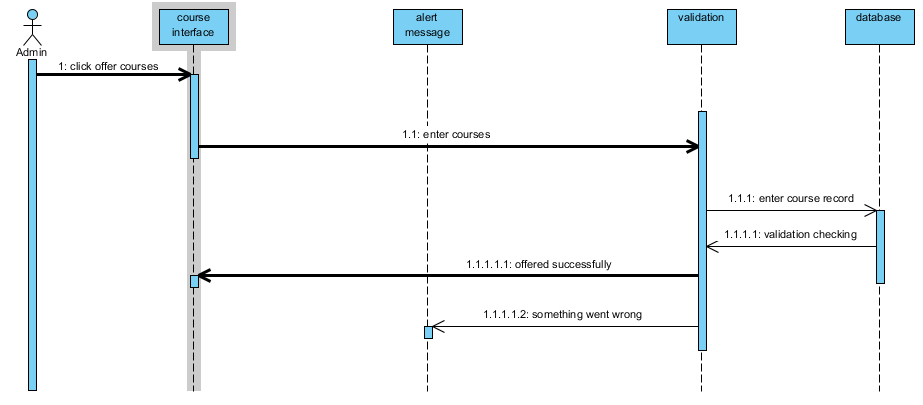 course
interface
alert
message
validation
database
Admin
1: click offer courses
1.1: enter courses
1.1.1: enter course record
1.1.1.1: validation checking
1.1.1.1.1: offered successfully
1.1.1.1.2: something went wrong